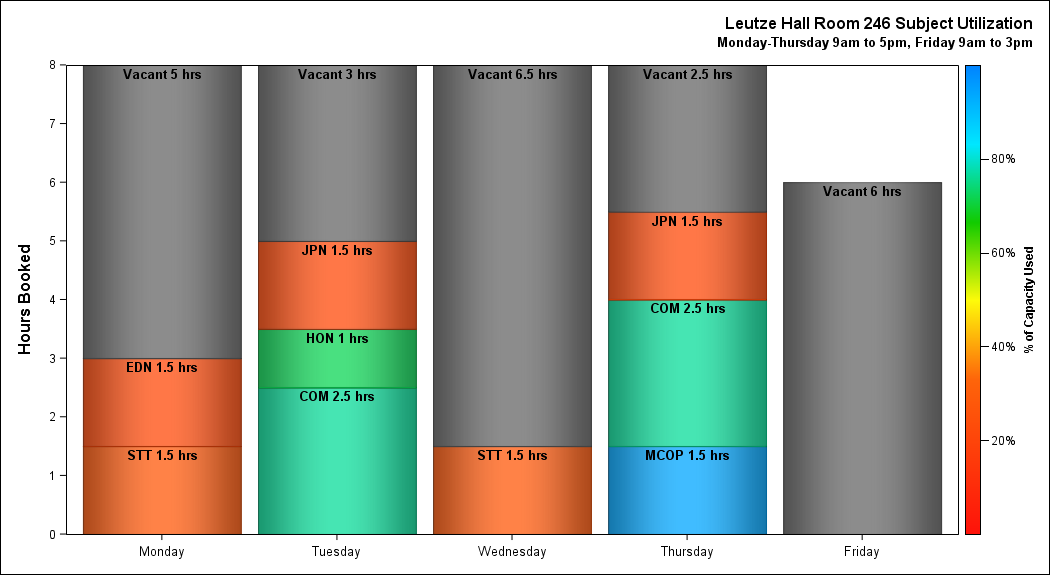 Leutze Hall Room 246 Subject Utilization
Monday-Thursday 9am to 5pm, Friday 9am to 3pm
Hours Booked
8
7
6
5
4
3
2
1
0
Vacant 5 hrs
EDN 1.5 hrs
STT 1.5 hrs
Vacant 3 hrs
JPN 1.5 hrs
HON 1 hrs
COM 2.5 hrs
Vacant 6.5 hrs
STT 1.5 hrs
Vacant 2.5 hrs
JPN 1.5 hrs
COM 2.5 hrs
MCOP 1.5 hrs
Vacant 6 hrs
Monday
Tuesday
Wednesday
Thursday
Friday
80%
60%
40%
20%
% of Capacity Used